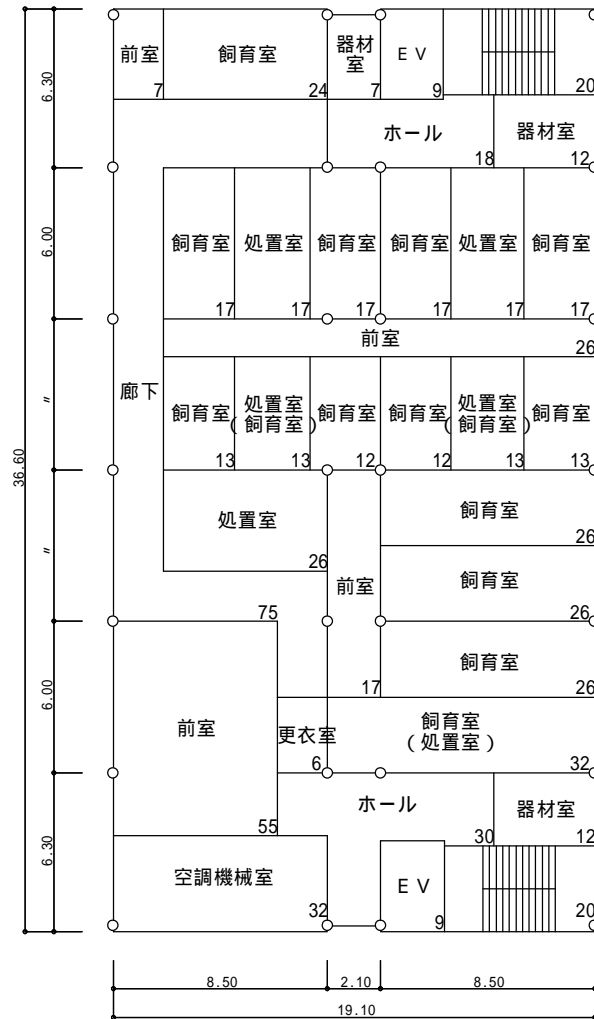 前室
7
飼育室
24
器材
室
7
ＥＶ
9
20
ホール
18
器材室
12
飼育室
17
処置室
17
飼育室
17
飼育室
17
処置室
17
飼育室
17
前室
26
廊下
75
飼育室
13
処置室
(飼育室)
13
飼育室
12
飼育室
12
処置室
(飼育室)
13
飼育室
13
処置室
26
前室
17
飼育室
26
飼育室
26
飼育室
26
前室
55
更衣室
6
飼育室
(処置室)
32
ホール
30
器材室
12
空調機械室
32
ＥＶ
9
20
6.30
6.00
〃
〃
6.00
6.30
36.60
8.50
2.10
8.50
19.10